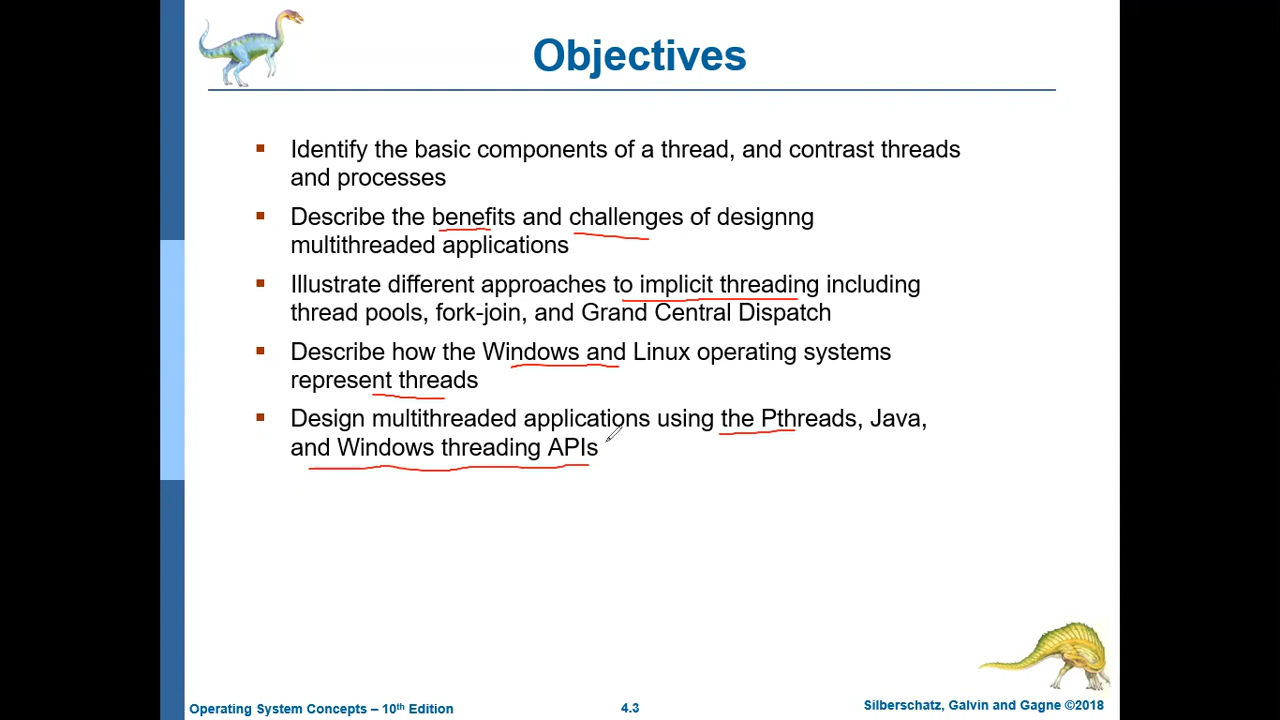 Objectives
▪ Identify the basic components of a thread, and contrast threads
and processes
▪ Describe the benefits and challenges of designng
multithreaded applications
▪ Illustrate different approaches to implicit threading including
thread pools, fork-join, and Grand Central Dispatch
▪ Describe how the Windows and Linux operating systems
represent threads
▪ Design multithreaded applications using the Pthreads, Java,
and Windows threading APIs
Operating System Concepts – 10th Edition
4.3
Silberschatz, Galvin and Gagne ©2018